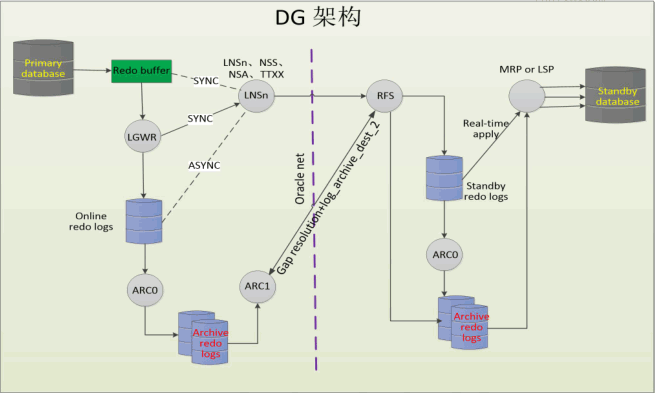 DG 架构
Primary
database
Redo buffer
SYNC
LNSn、NSS、
NSA、TTXX
LNSn
LGWR
SYNC
ASYNC
Online
redo logs
ARC0
Archive
redo
logs
ARC1
Oracle net
Gap resolution+log_archive_dest_2
RFS
MRP or LSP
Standby
database
Real-time
apply
Standby
redo logs
ARC0
Archive redo
logs